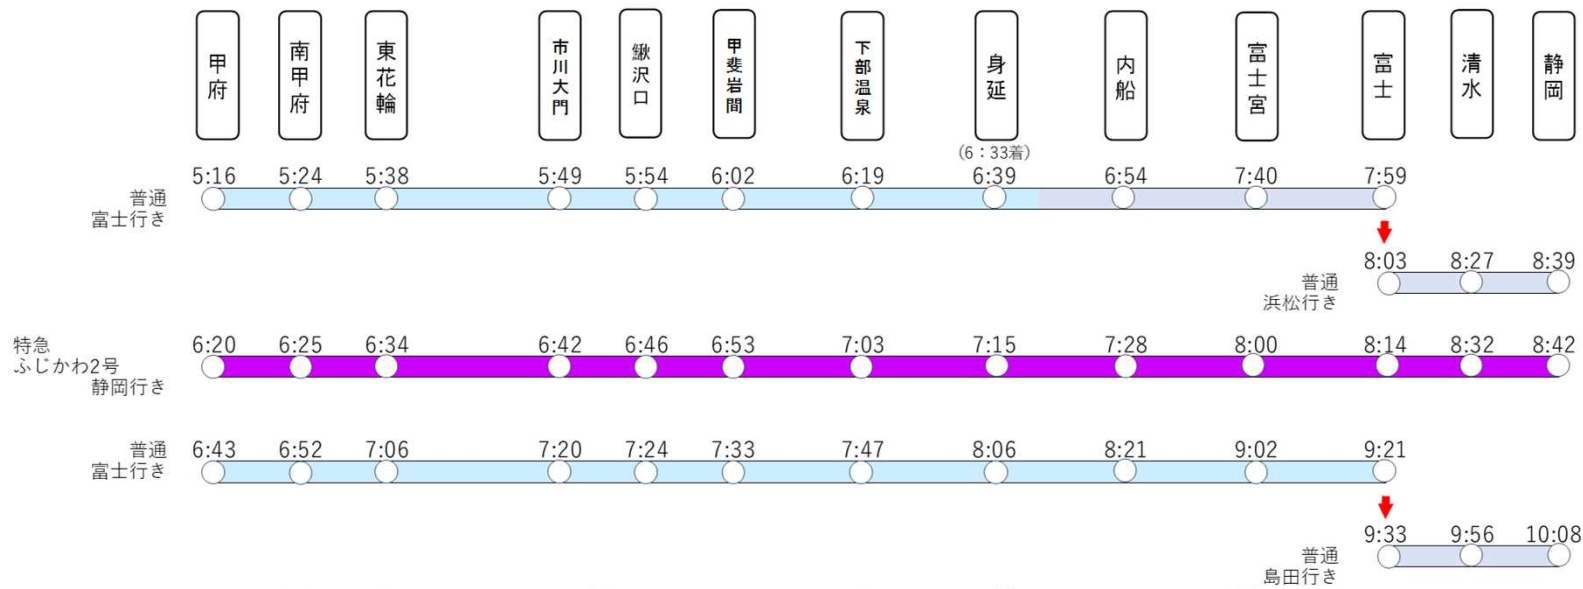 甲府 南甲府 東花輪 市川大門 鰍沢口 甲斐岩間 下部温泉 身延 内船 富士宮 富士 清水 静岡
(6：33着)
5:16 5:24 5:38 5:49 5:54 6:02 6:19 6:39 6:54 7:40 7:59
普通
富士行き
8:03 8:27 8:39
普通
浜松行き
特急
ふじかわ2号
静岡行き
6:20 6:25 6:34 6:42 6:46 6:53 7:03 7:15 7:28 8:00 8:14 8:32 8:42
普通
富士行き
6:43 6:52 7:06 7:20 7:24 7:33 7:47 8:06 8:21 9:02 9:21
9:33 9:56 10:08
普通
島田行き